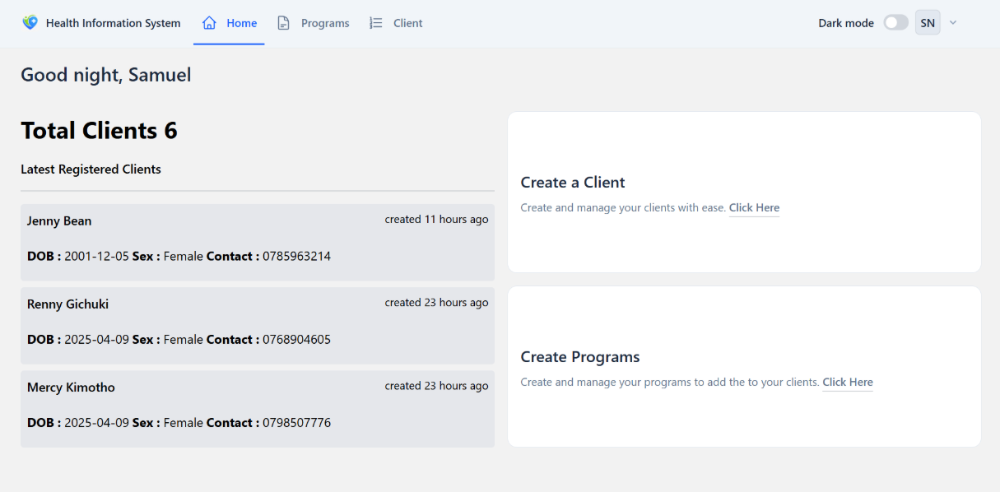 Health Information System Home Programs Client Dark mode SN
Good night, Samuel
Total Clients 6
Latest Registered Clients
Jenny Bean created 11 hours ago
DOB : 2001-12-05 Sex : Female Contact : 0785963214
Renny Gichuki created 23 hours ago
DOB : 2025-04-09 Sex : Female Contact : 0768904605
Mercy Kimotho created 23 hours ago
DOB : 2025-04-09 Sex : Female Contact : 0798507776
Create a Client
Create and manage your clients with ease. Click Here
Create Programs
Create and manage your programs to add the to your clients. Click Here